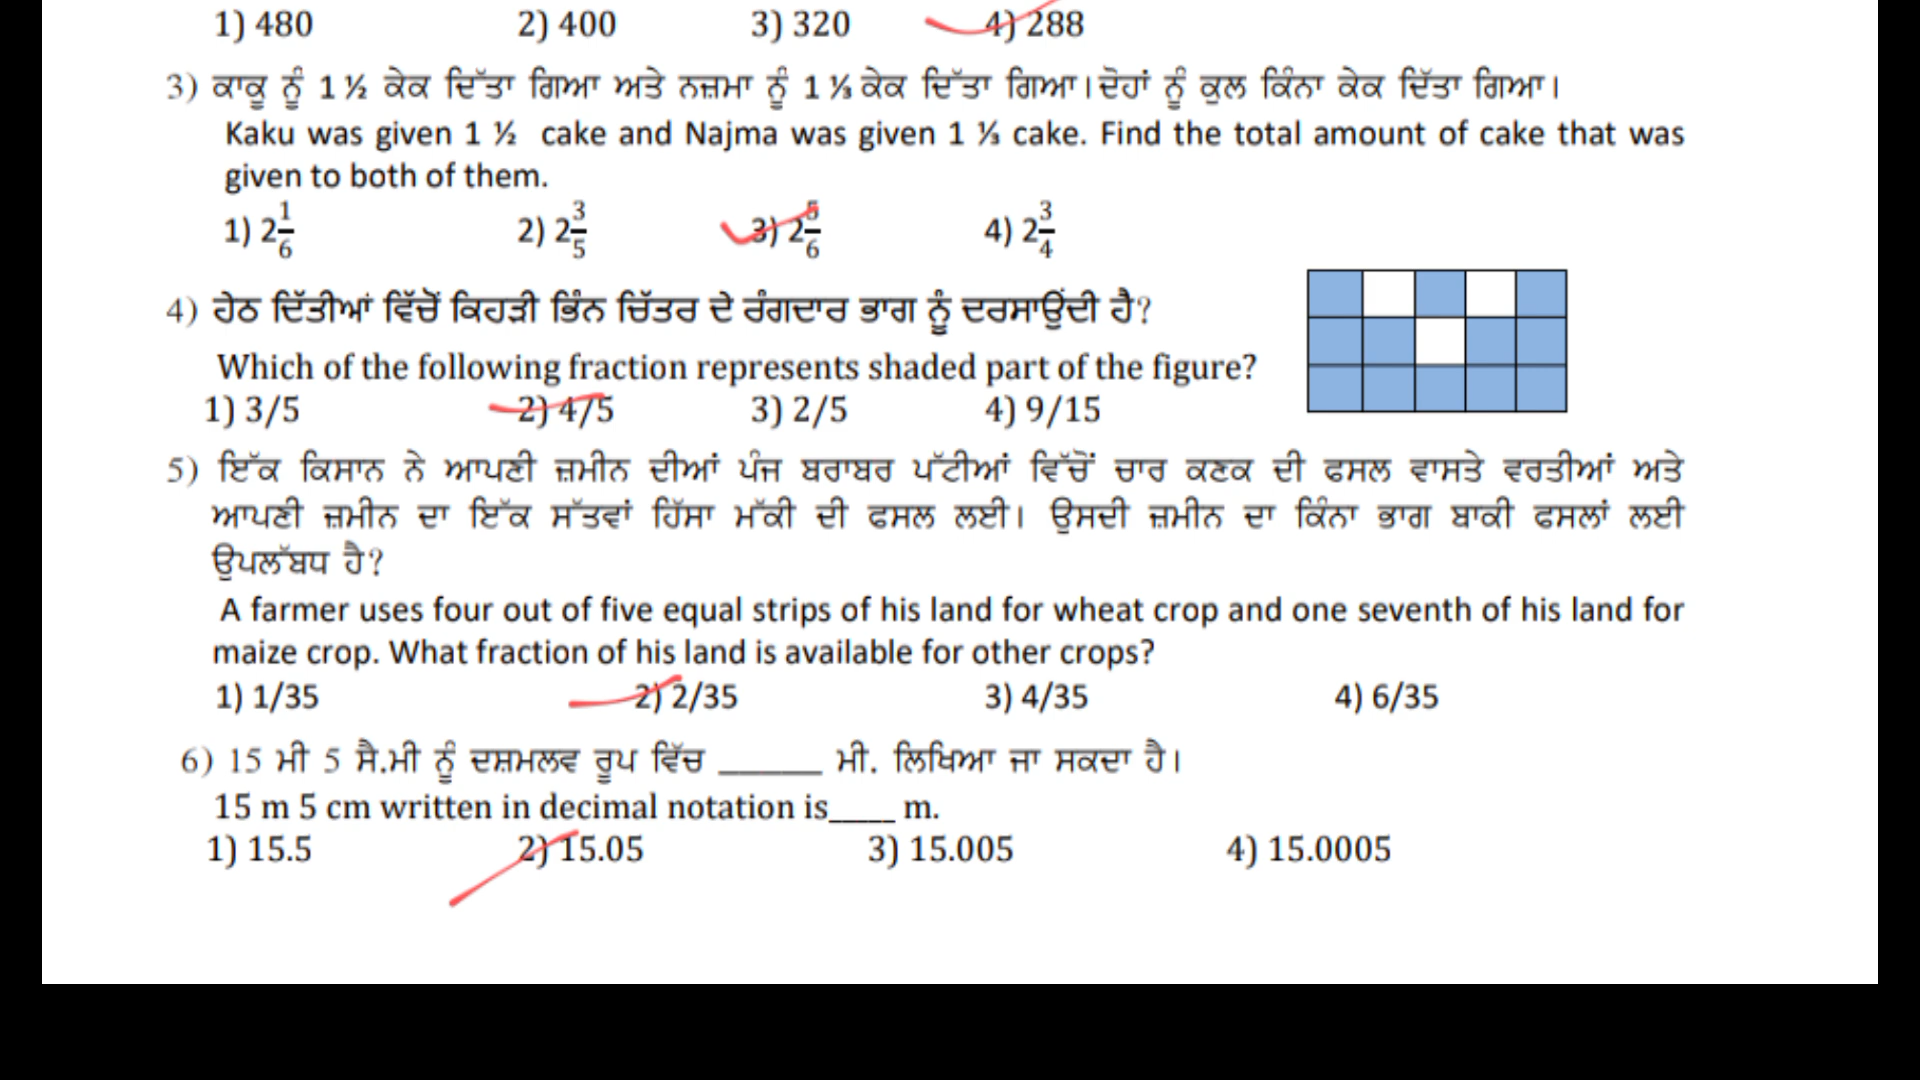 1) 480 2) 400 3) 320 4) 288
3) ਕਾਕੂ ਨੂੰ 1 ½ ਕੇਕ ਦਿੱਤਾ ਗਿਆ ਅਤੇ ਨਜ਼ਮਾ ਨੂੰ 1 ⅓ ਕੇਕ ਦਿੱਤਾ ਗਿਆ। ਦੋਹਾਂ ਨੂੰ ਕੁਲ ਕਿੰਨਾ ਕੇਕ ਦਿੱਤਾ ਗਿਆ।
Kaku was given 1 ½ cake and Najma was given 1 ⅓ cake. Find the total amount of cake that was
given to both of them.
1) 2 1/6 2) 2 3/5 3) 2 5/6 4) 2 3/4
4) ਹੇਠ ਦਿੱਤੀਆਂ ਵਿੱਚੋਂ ਕਿਹੜੀ ਭਿੰਨ ਚਿੱਤਰ ਦੇ ਰੰਗਦਾਰ ਭਾਗ ਨੂੰ ਦਰਸਾਉਂਦੀ ਹੈ?
Which of the following fraction represents shaded part of the figure?
1) 3/5 2) 4/5 3) 2/5 4) 9/15
5) ਇੱਕ ਕਿਸਾਨ ਨੇ ਆਪਣੀ ਜ਼ਮੀਨ ਦੀਆਂ ਪੰਜ ਬਰਾਬਰ ਪੱਟੀਆਂ ਵਿੱਚੋਂ ਚਾਰ ਕਣਕ ਦੀ ਫਸਲ ਵਾਸਤੇ ਵਰਤੀਆਂ ਅਤੇ
ਆਪਣੀ ਜ਼ਮੀਨ ਦਾ ਇੱਕ ਸੱਤਵਾਂ ਹਿੱਸਾ ਮੱਕੀ ਦੀ ਫਸਲ ਲਈ। ਉਸਦੀ ਜ਼ਮੀਨ ਦਾ ਕਿੰਨਾ ਭਾਗ ਬਾਕੀ ਫਸਲਾਂ ਲਈ
ਉਪਲੱਬਧ ਹੈ?
A farmer uses four out of five equal strips of his land for wheat crop and one seventh of his land for
maize crop. What fraction of his land is available for other crops?
1) 1/35 2) 2/35 3) 4/35 4) 6/35
6) 15 ਮੀ 5 ਸੈ.ਮੀ ਨੂੰ ਦਸ਼ਮਲਵ ਰੂਪ ਵਿੱਚ ______ ਮੀ. ਲਿਖਿਆ ਜਾ ਸਕਦਾ ਹੈ।
15 m 5 cm written in decimal notation is____ m.
1) 15.5 2) 15.05 3) 15.005 4) 15.0005